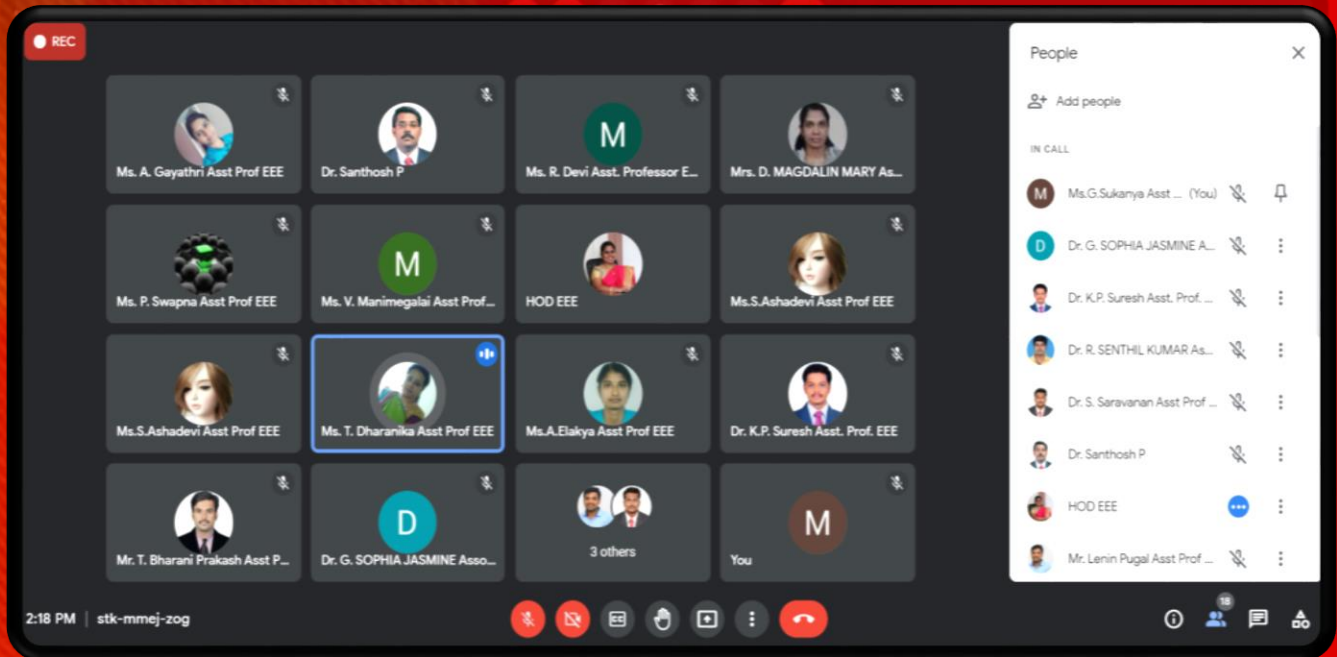 REC
Ms. A. Gayathri Asst Prof EEE
Dr. Santhosh P
M
Ms. R. Devi Asst. Professor E...
Mrs. D. MAGDALIN MARY As...
Ms. P. Swapna Asst Prof EEE
M
Ms. V. Manimegalai Asst Prof...
HOD EEE
Ms.S.Ashadevi Asst Prof EEE
Ms.S.Ashadevi Asst Prof EEE
Ms. T. Dharanika Asst Prof EEE
Ms.A.Elakya Asst Prof EEE
Dr. K.P. Suresh Asst. Prof. EEE
Mr. T. Bharani Prakash Asst P...
D
Dr. G. SOPHIA JASMINE Asso...
3 others
M
You
People
Add people
IN CALL
M Ms.G.Sukanya Asst ... (You)
D Dr. G. SOPHIA JASMINE A...
Dr. K.P. Suresh Asst. Prof. ...
Dr. R. SENTHIL KUMAR As...
Dr. S. Saravanan Asst Prof ...
Dr. Santhosh P
HOD EEE
Mr. Lenin Pugal Asst Prof ...
2:18 PM | stk-mmej-zog
CC
18